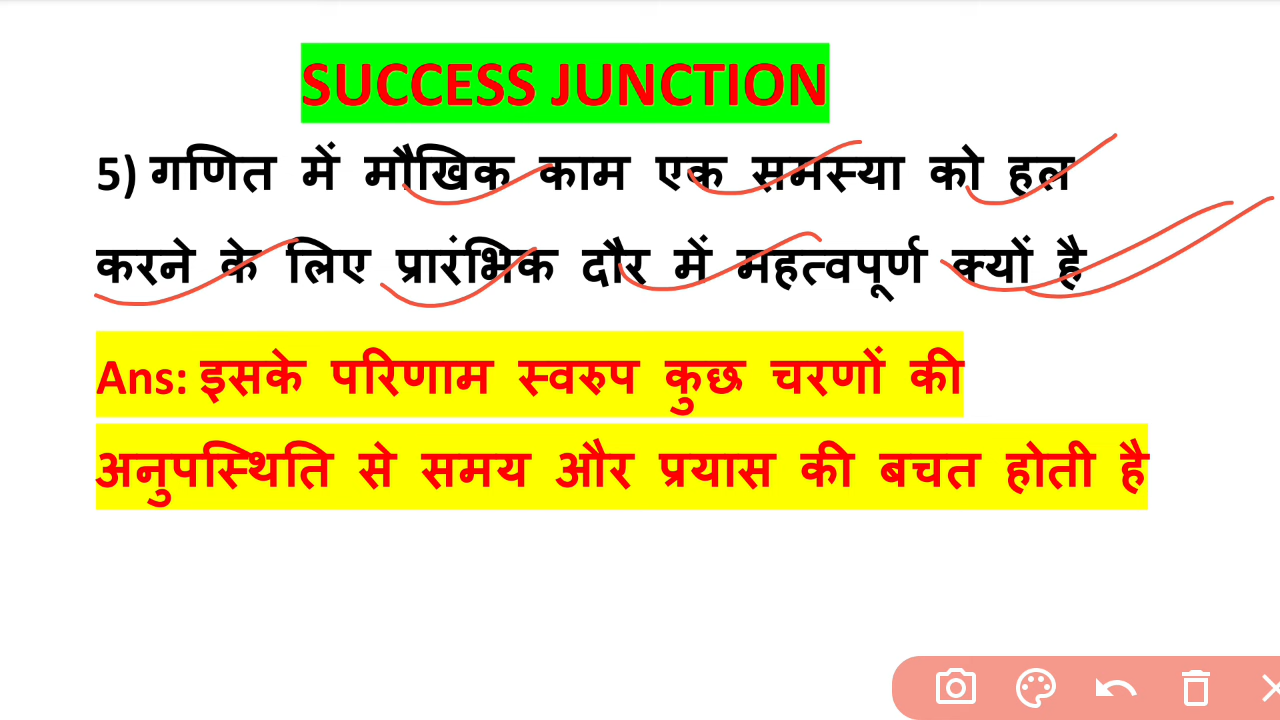 SUCCESS JUNCTION
5) गणित में मौखिक काम एक समस्या को हल
करने के लिए प्रारंभिक दौर में महत्वपूर्ण क्यों है
Ans: इसके परिणाम स्वरुप कुछ चरणों की
अनुपस्थिति से समय और प्रयास की बचत होती है